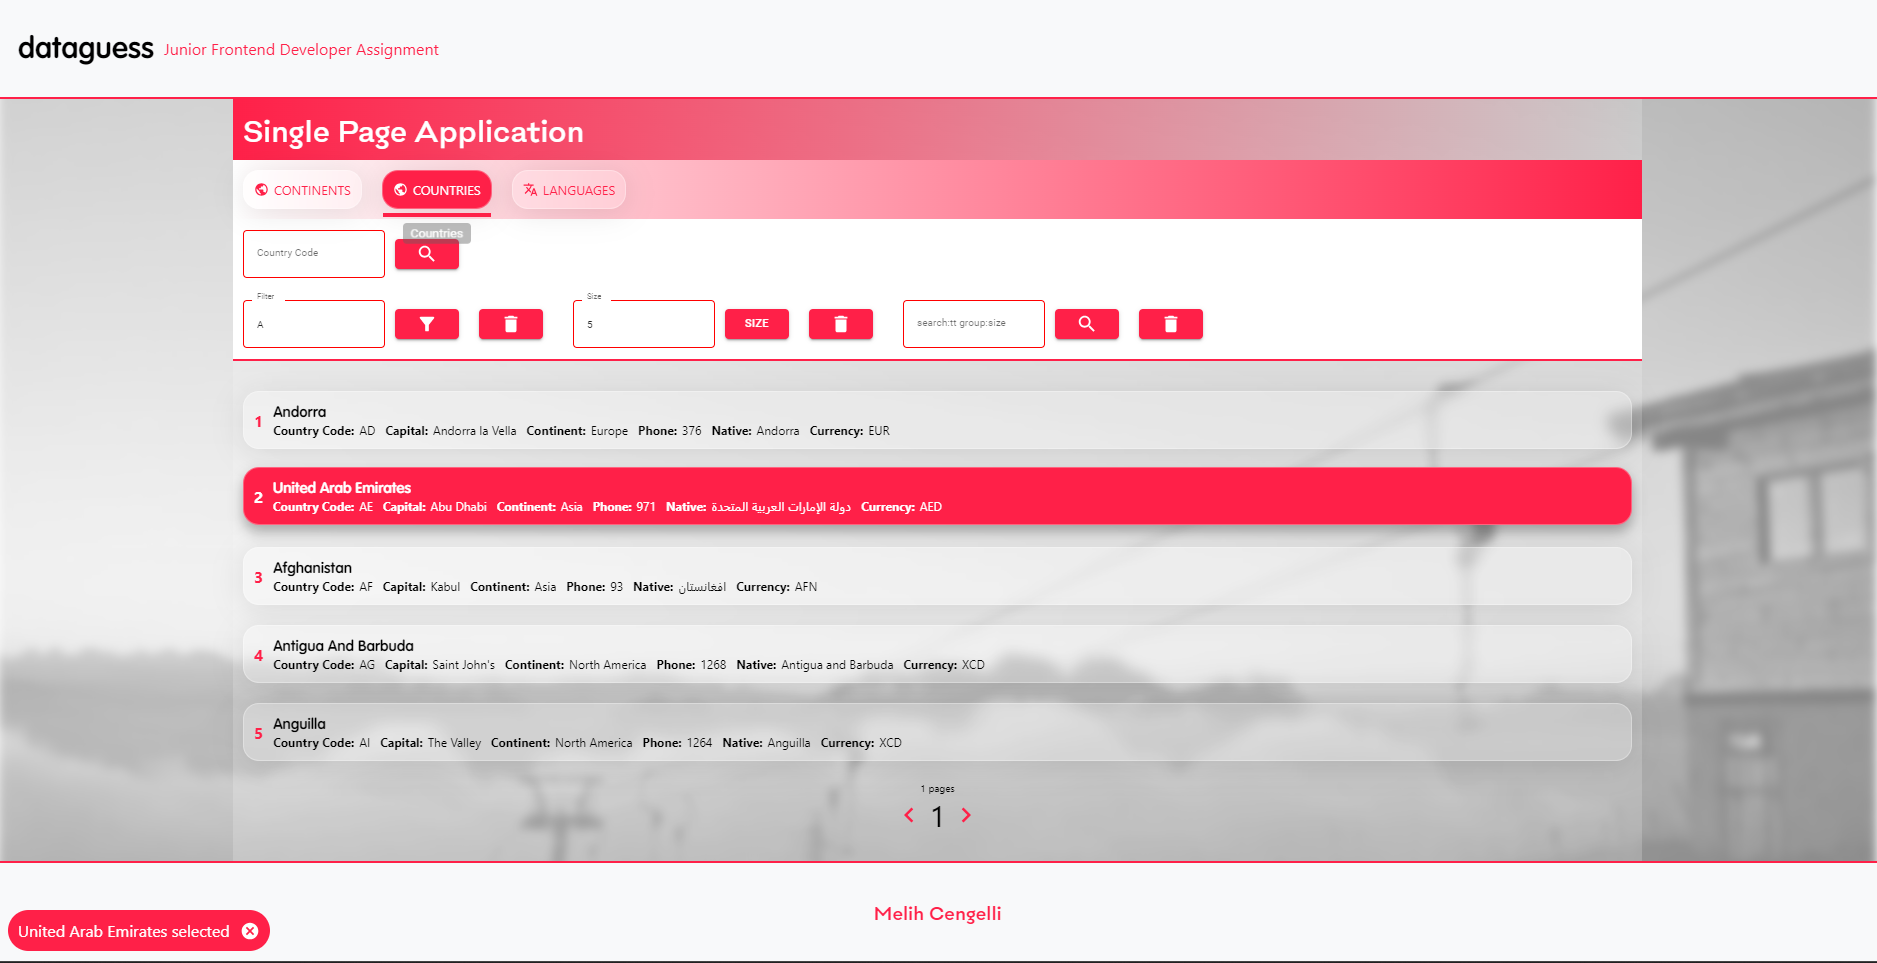 dataguess Junior Frontend Developer Assignment
Single Page Application
CONTINENTS COUNTRIES LANGUAGES
Countries
Country Code
Filter Size
A 5 SIZE search:tt group:size
1 Andorra
Country Code: AD Capital: Andorra la Vella Continent: Europe Phone: 376 Native: Andorra Currency: EUR
2 United Arab Emirates
Country Code: AE Capital: Abu Dhabi Continent: Asia Phone: 971 Native: دولة الإمارات العربية المتحدة Currency: AED
3 Afghanistan
Country Code: AF Capital: Kabul Continent: Asia Phone: 93 Native: افغانستان Currency: AFN
4 Antigua And Barbuda
Country Code: AG Capital: Saint John's Continent: North America Phone: 1268 Native: Antigua and Barbuda Currency: XCD
5 Anguilla
Country Code: AI Capital: The Valley Continent: North America Phone: 1264 Native: Anguilla Currency: XCD
1 pages
1
Melih Cengelli
United Arab Emirates selected